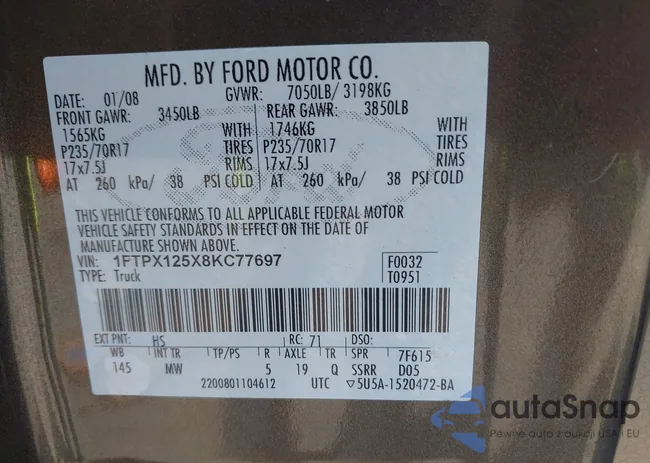 MFD. BY FORD MOTOR CO.
DATE: 01/08 GVWR: 7050LB/ 3198KG
FRONT GAWR: 3450LB REAR GAWR: 3850LB
1565KG WITH 1746KG WITH
P235/70R17 TIRES P235/70R17 TIRES
17x7.5J RIMS 17x7.5J RIMS
AT 260 kPa/ 38 PSI COLD AT 260 kPa/ 38 PSI COLD
THIS VEHICLE CONFORMS TO ALL APPLICABLE FEDERAL MOTOR
VEHICLE SAFETY STANDARDS IN EFFECT ON THE DATE OF
MANUFACTURE SHOWN ABOVE.
VIN: 1FTPX125X8KC77697 F0032
TYPE: Truck T0951
EXT PNT: HS RC: 71 DSO:
WB INT TR TP/PS R AXLE TR SPR 7F615
145 MW 5 19 Q SSRR D05
2200801104612 UTC ▽5U5A-1520472-BA
autaSnap
Pewne auto z aukcji USA i EU